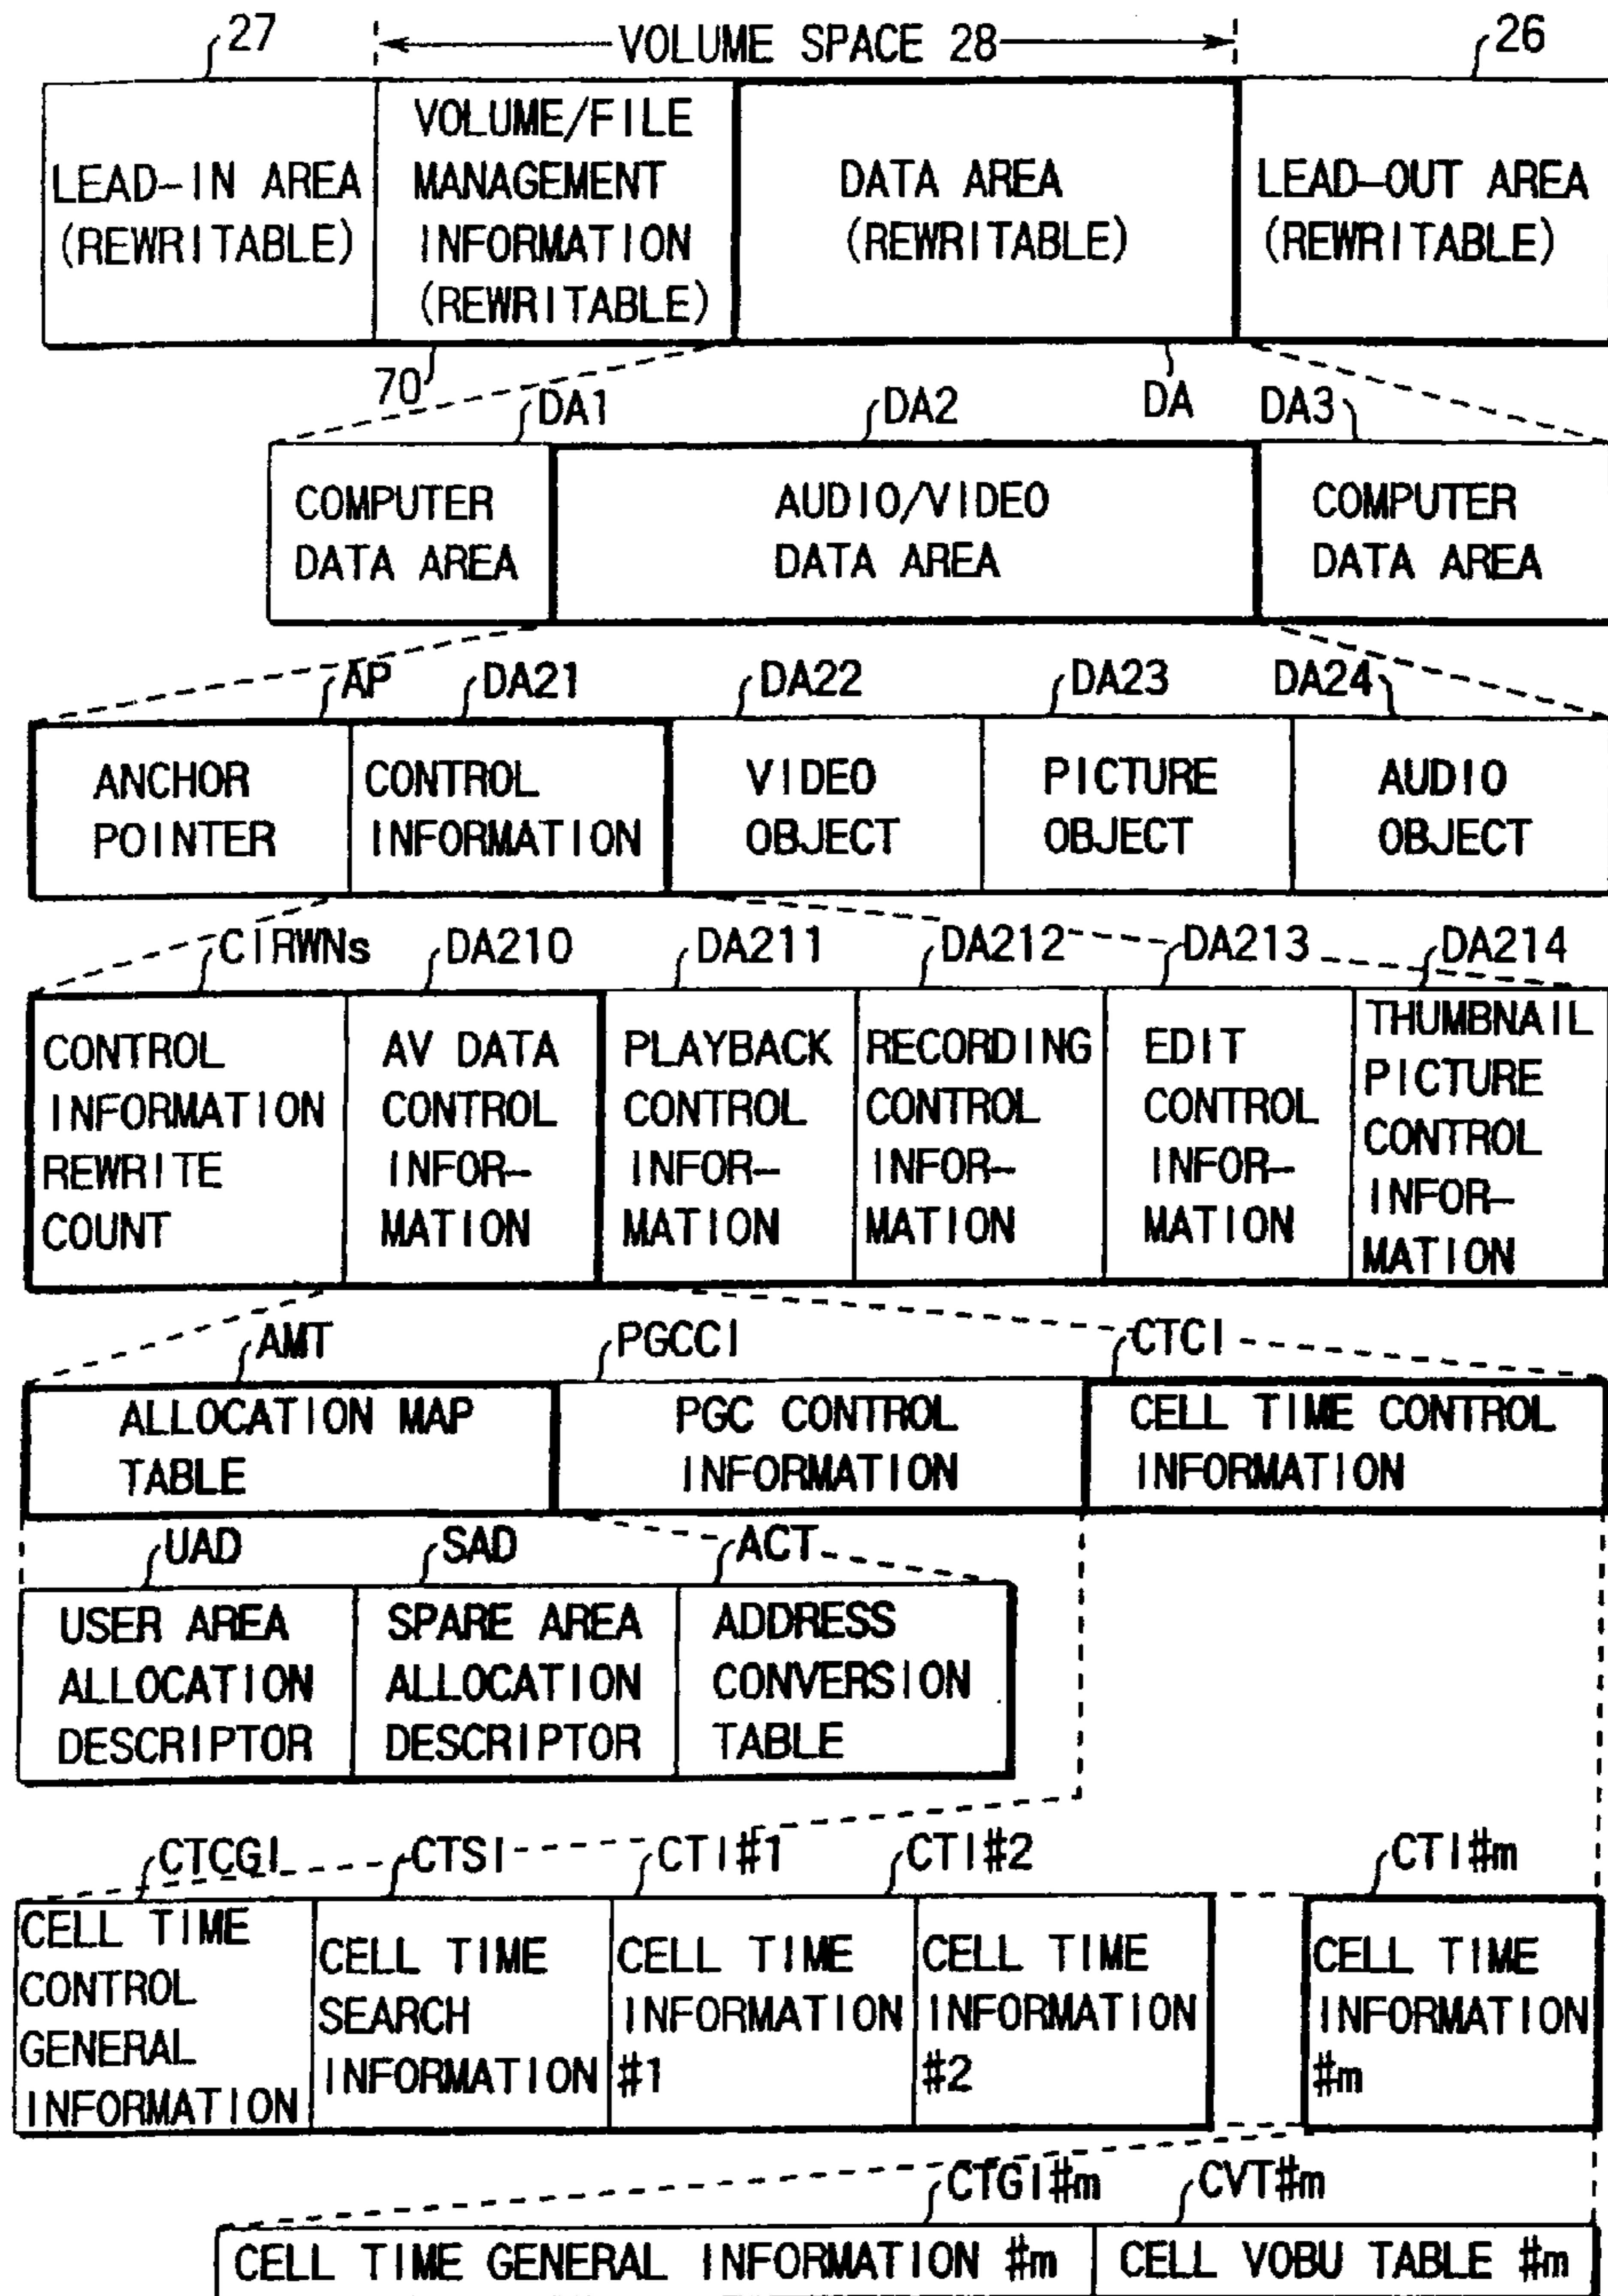 27
VOLUME SPACE 28
26
LEAD-IN AREA
(REWRITABLE)
VOLUME/FILE
MANAGEMENT
INFORMATION
(REWRITABLE)
DATA AREA
(REWRITABLE)
LEAD-OUT AREA
(REWRITABLE)
70
DA1
DA2
DA
DA3
COMPUTER
DATA AREA
AUDIO/VIDEO
DATA AREA
COMPUTER
DATA AREA
AP
DA21
DA22
DA23
DA24
ANCHOR
POINTER
CONTROL
INFORMATION
VIDEO
OBJECT
PICTURE
OBJECT
AUDIO
OBJECT
CIRWNs
DA210
DA211
DA212
DA213
DA214
CONTROL
INFORMATION
REWRITE
COUNT
AV DATA
CONTROL
INFOR-
MATION
PLAYBACK
CONTROL
INFOR-
MATION
RECORDING
CONTROL
INFOR-
MATION
EDIT
CONTROL
INFOR-
MATION
THUMBNAIL
PICTURE
CONTROL
INFOR-
MATION
AMT
PGCCI
CTCI
ALLOCATION MAP
TABLE
PGC CONTROL
INFORMATION
CELL TIME CONTROL
INFORMATION
UAD
SAD
ACT
USER AREA
ALLOCATION
DESCRIPTOR
SPARE AREA
ALLOCATION
DESCRIPTOR
ADDRESS
CONVERSION
TABLE
CTCGI
CTSI
CTI#1
CTI#2
CTI#m
CELL TIME
CONTROL
GENERAL
INFORMATION
CELL TIME
SEARCH
INFORMATION
CELL TIME
INFORMATION
#1
CELL TIME
INFORMATION
#2
CELL TIME
INFORMATION
#m
CTGI#m
CVT#m
CELL TIME GENERAL INFORMATION #m
CELL VOBU TABLE #m